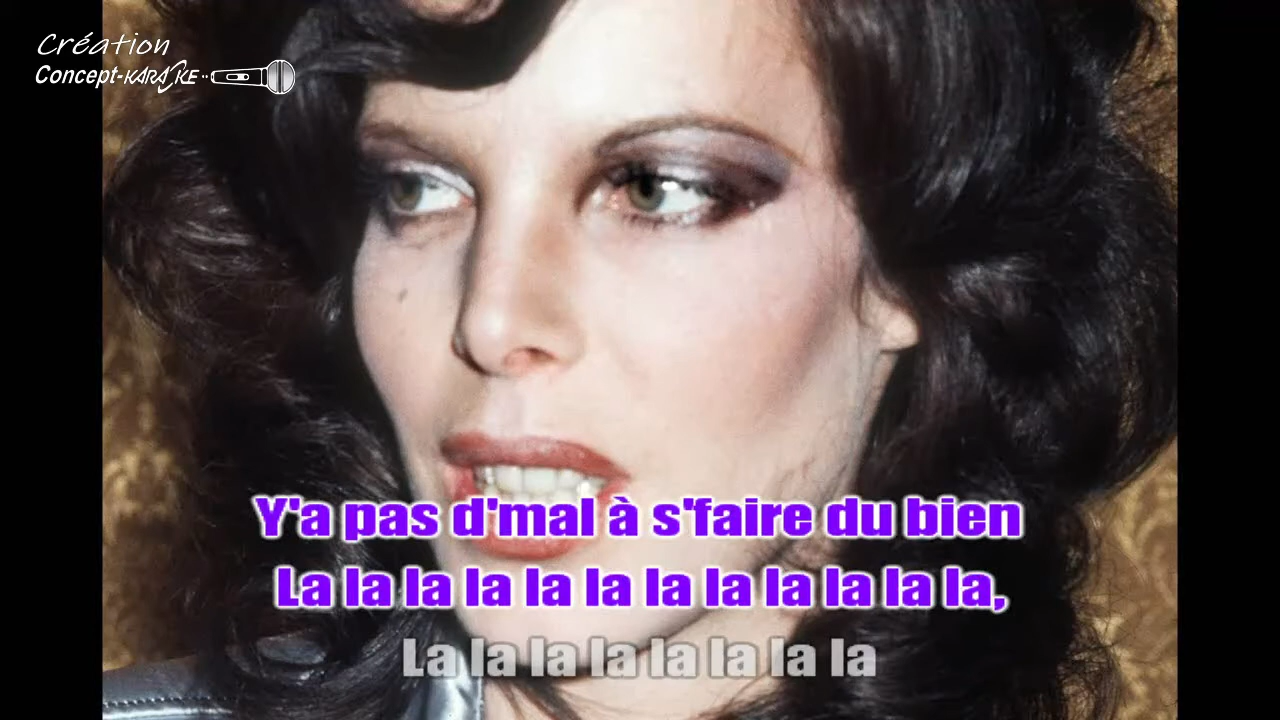 Création
Concept-KARAOKE
Y'a pas d'mal à s'faire du bien
La la la la la la la la la la la la,
La la la la la la la la